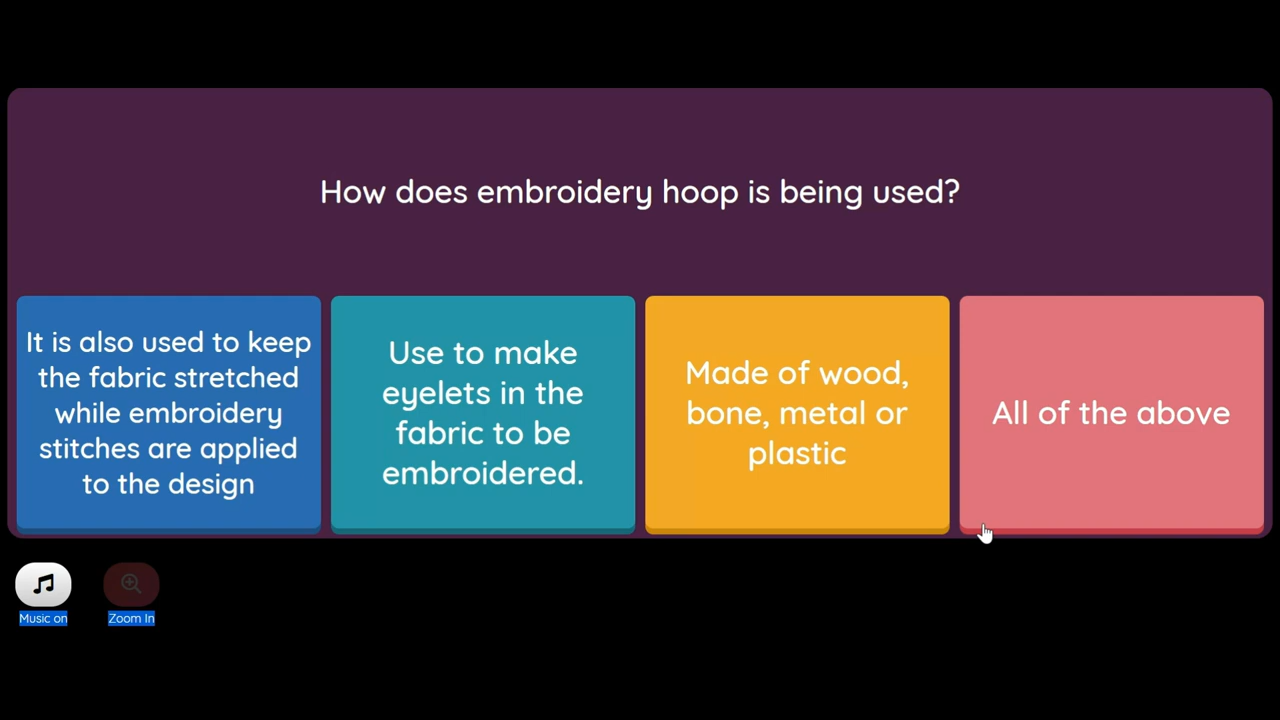 How does embroidery hoop is being used?
It is also used to keep
the fabric stretched
while embroidery
stitches are applied
to the design
Use to make
eyelets in the
fabric to be
embroidered.
Made of wood,
bone, metal or
plastic
All of the above
Music on
Zoom In